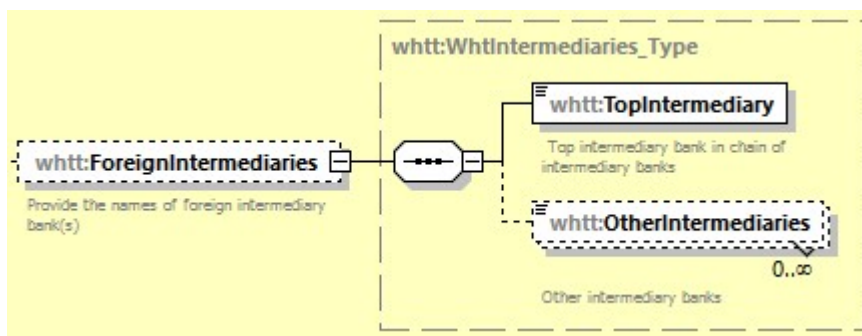 whtt:WhtIntermediaries_Type
whtt:TopIntermediary
Top intermediary bank in chain of
intermediary banks
whtt:ForeignIntermediaries
Provide the names of foreign intermediary
bank(s)
whtt:OtherIntermediaries
0..∞
Other intermediary banks